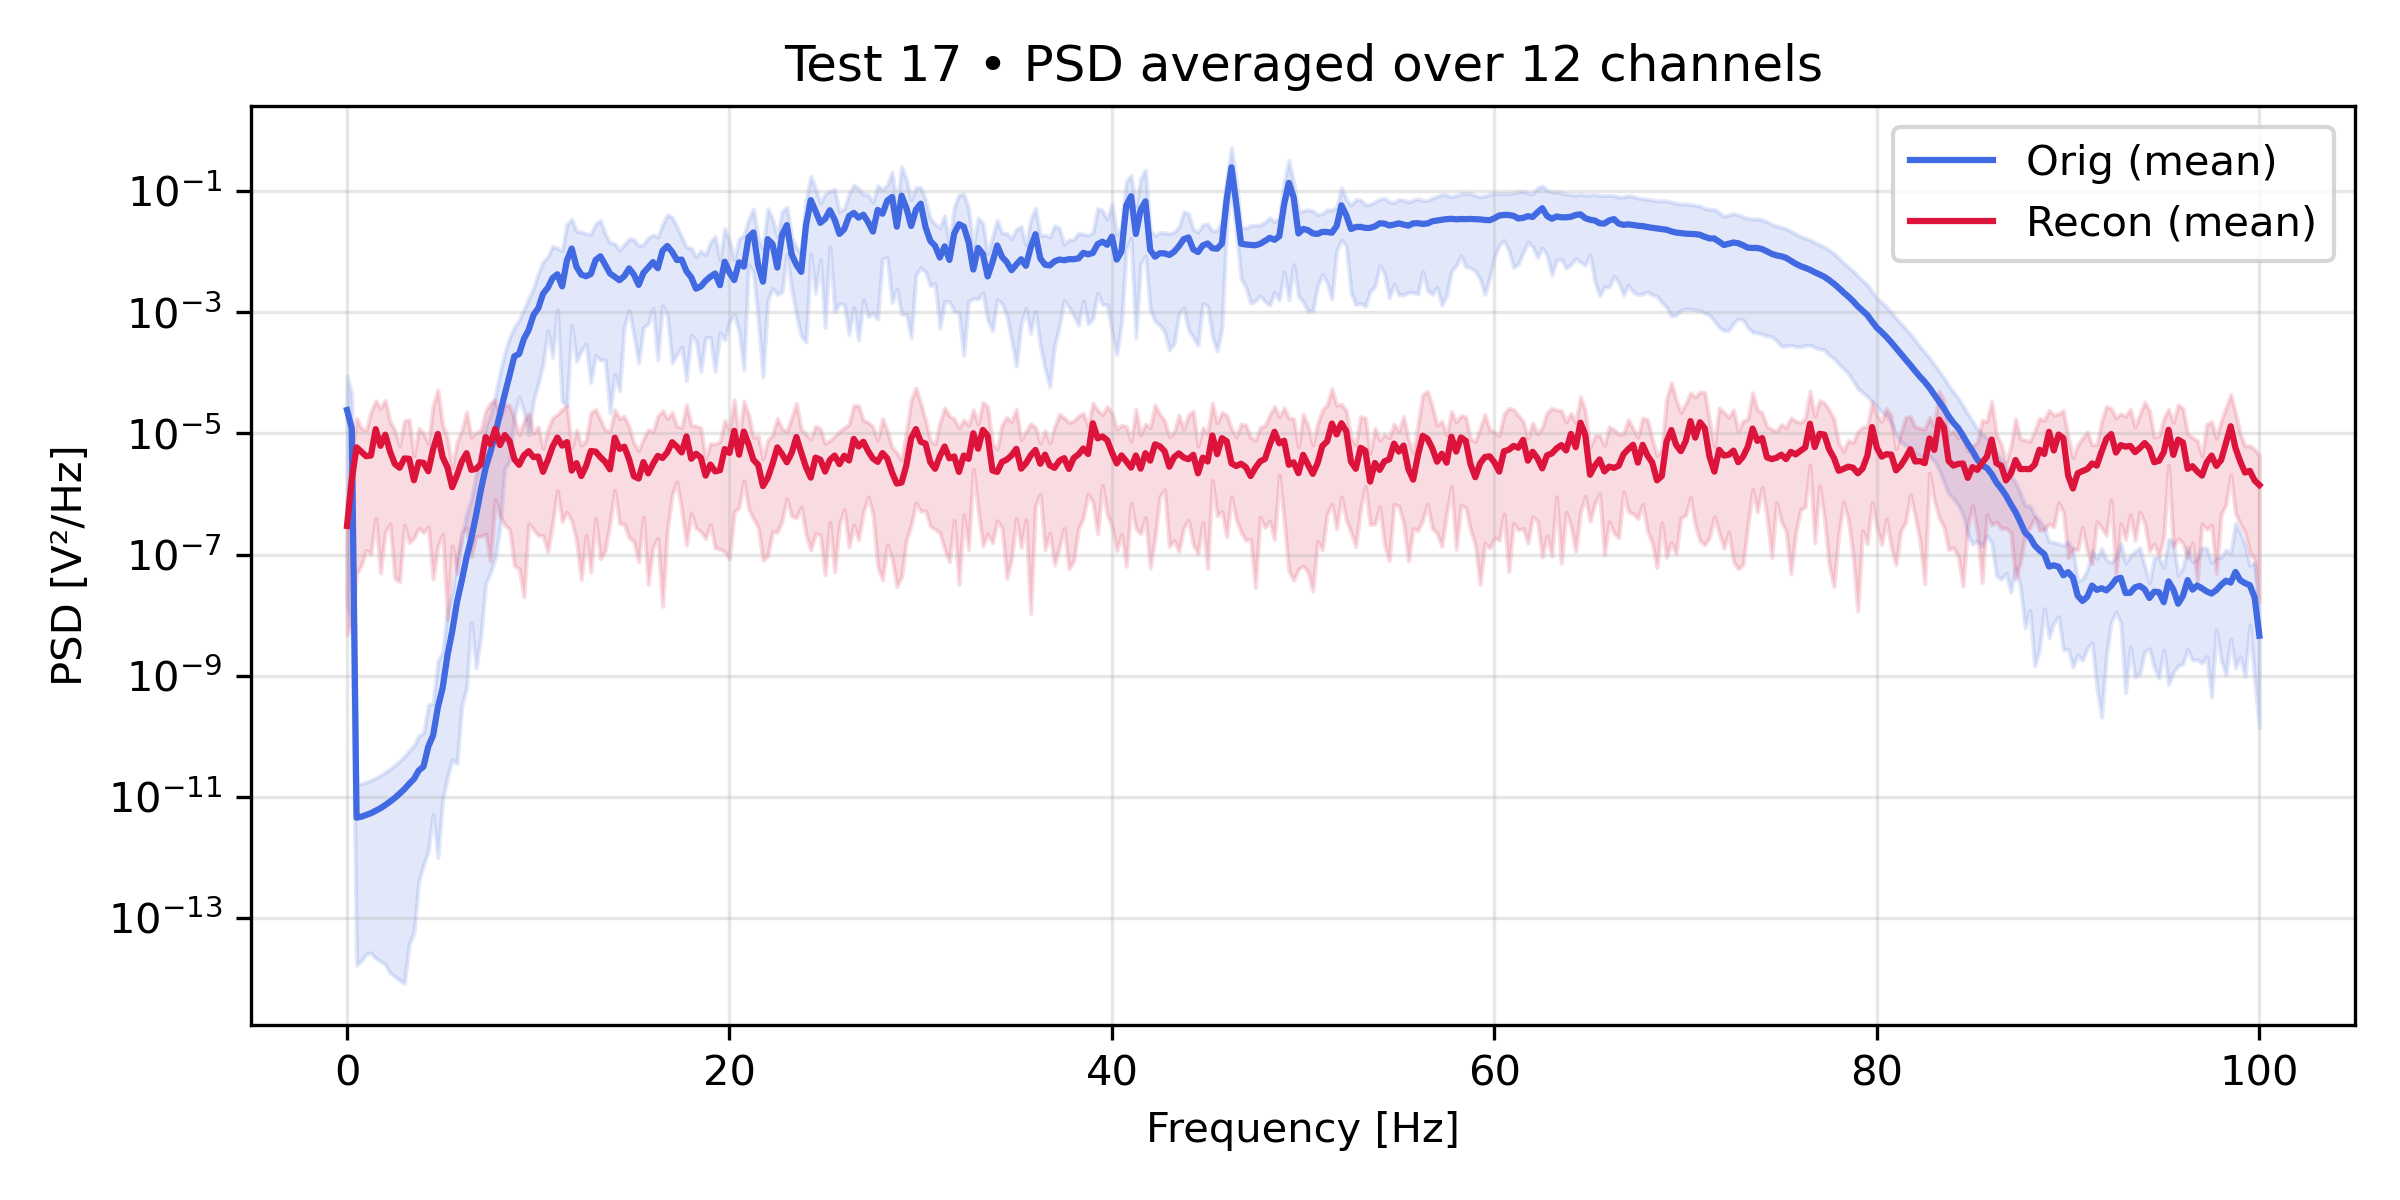 Test 17 • PSD averaged over 12 channels
Orig (mean)
Recon (mean)
PSD [V²/Hz]
10⁻¹
10⁻³
10⁻⁵
10⁻⁷
10⁻⁹
10⁻¹¹
10⁻¹³
0 20 40 60 80 100
Frequency [Hz]